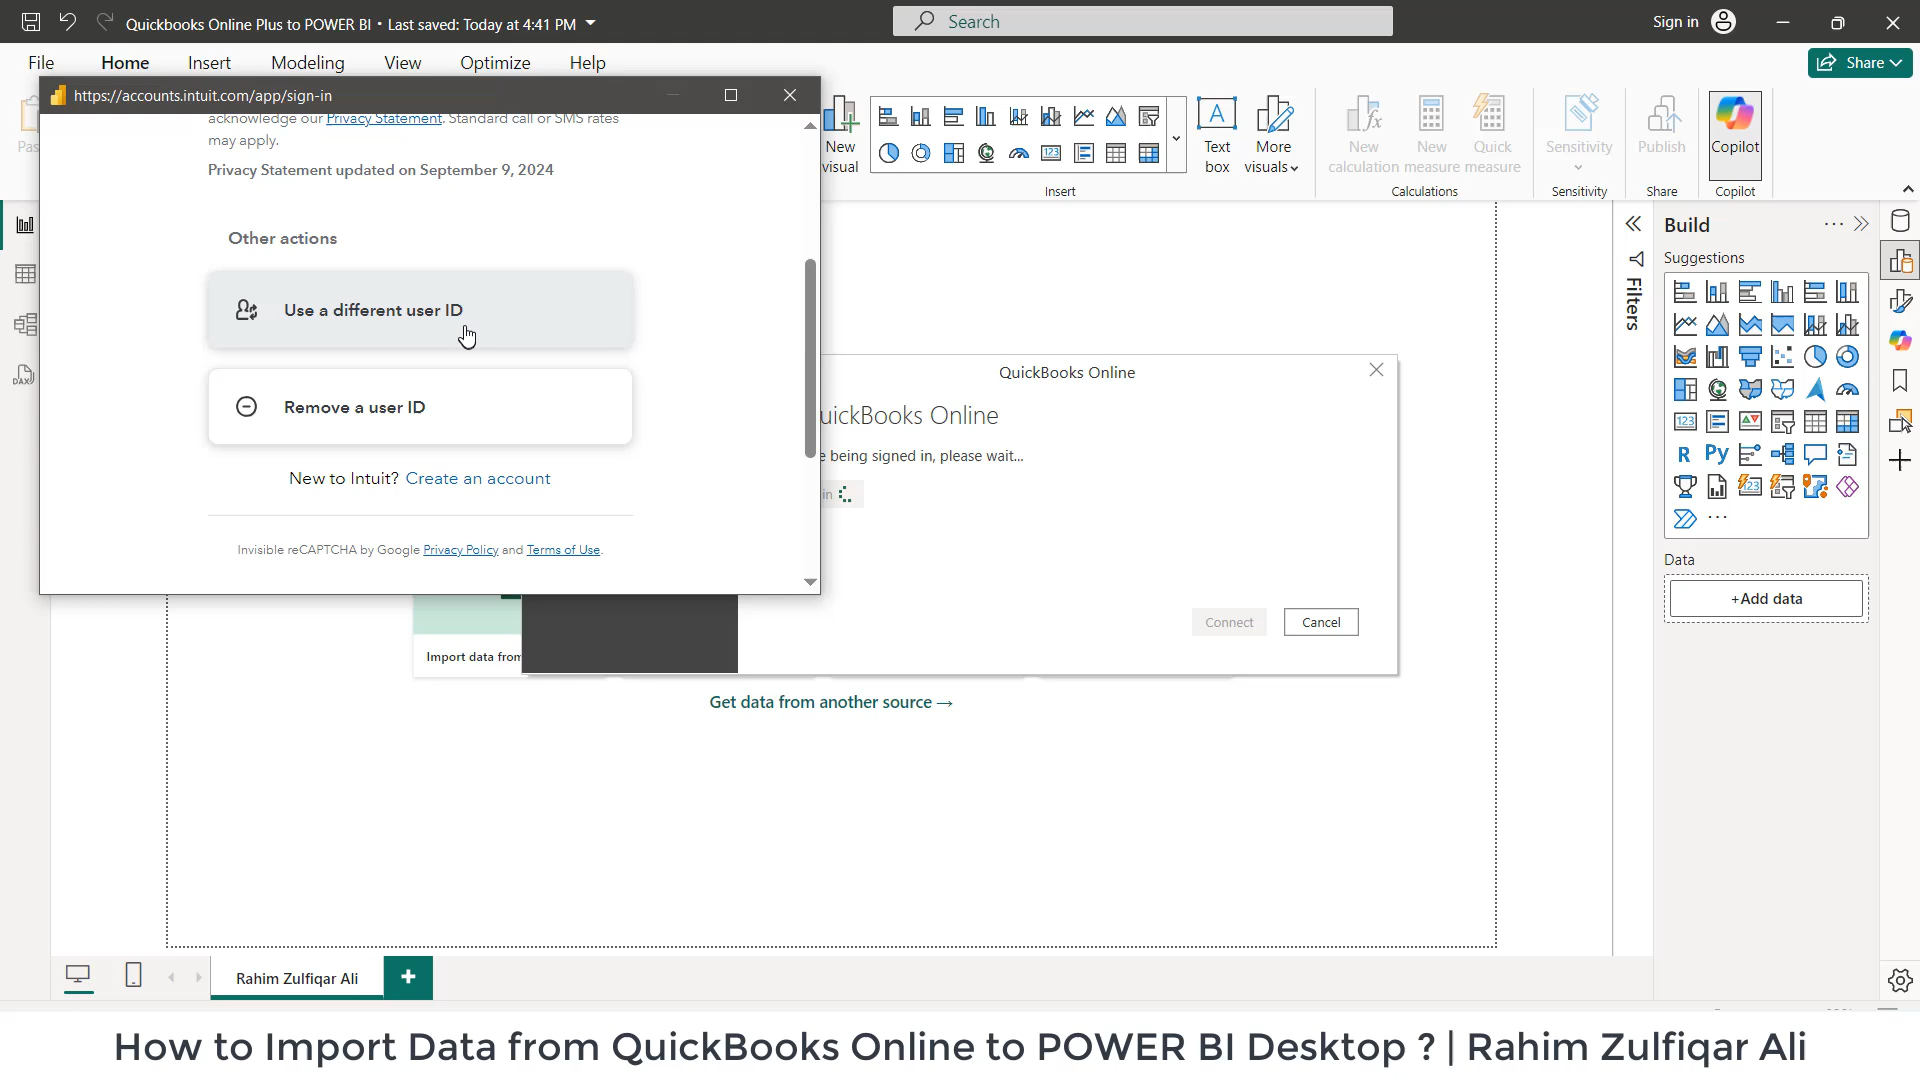 Quickbooks Online Plus to POWER BI • Last saved: Today at 4:41 PM
Search
Sign in
File
Home
Insert
Modeling
View
Optimize
Help
Share
https://accounts.intuit.com/app/sign-in
acknowledge our Privacy Statement. Standard call or SMS rates
may apply.
Privacy Statement updated on September 9, 2024
Other actions
Use a different user ID
Remove a user ID
New to Intuit? Create an account
Invisible reCAPTCHA by Google Privacy Policy and Terms of Use.
New
visual
Text
box
More
visuals
Insert
New
calculation
New
measure
Quick
measure
Calculations
Sensitivity
Sensitivity
Publish
Share
Copilot
Copilot
QuickBooks Online
uickBooks Online
e being signed in, please wait...
in
Connect
Cancel
Import data from
Get data from another source →
Filters
Build
Suggestions
123
R
Py
123
Data
+Add data
DAX
Rahim Zulfiqar Ali
How to Import Data from QuickBooks Online to POWER BI Desktop ? | Rahim Zulfiqar Ali